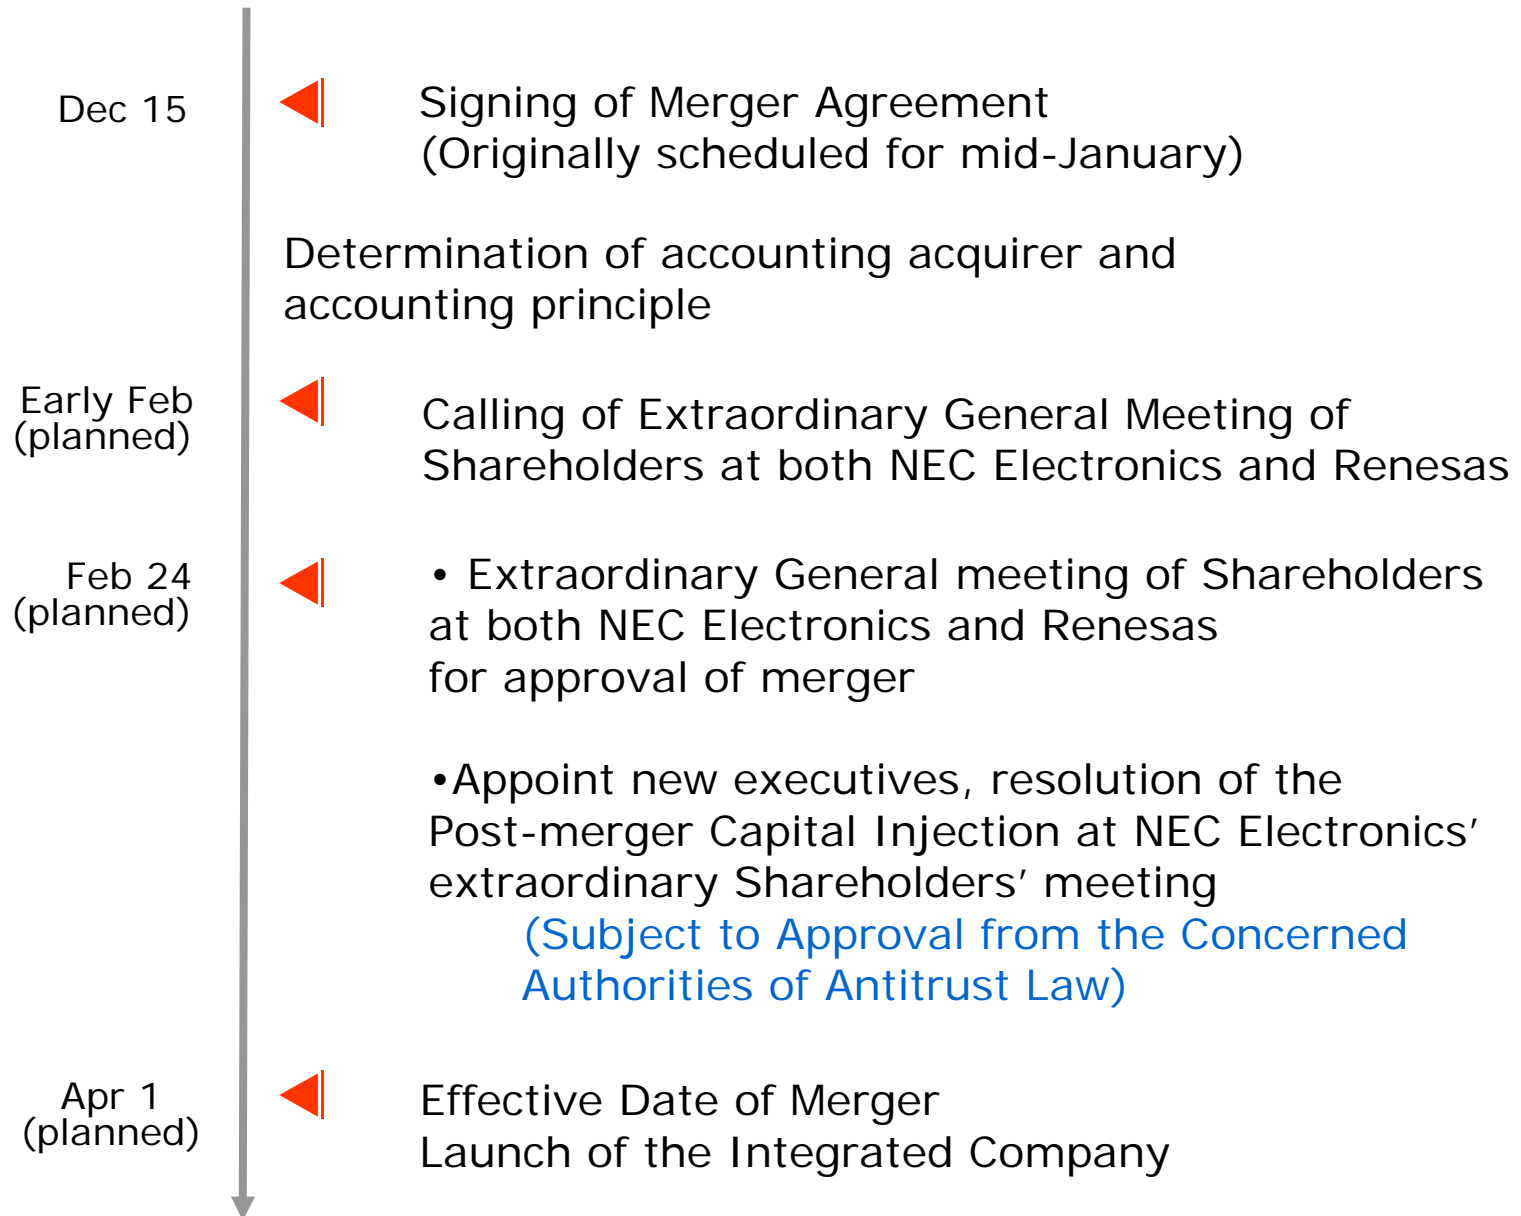 Dec 15
Signing of Merger Agreement
(Originally scheduled for mid-January)
Determination of accounting acquirer and
accounting principle
Early Feb
(planned)
Calling of Extraordinary General Meeting of
Shareholders at both NEC Electronics and Renesas
Feb 24
(planned)
• Extraordinary General meeting of Shareholders
at both NEC Electronics and Renesas
for approval of merger
•Appoint new executives, resolution of the
Post-merger Capital Injection at NEC Electronics’
extraordinary Shareholders’ meeting
(Subject to Approval from the Concerned
Authorities of Antitrust Law)
Apr 1
(planned)
Effective Date of Merger
Launch of the Integrated Company